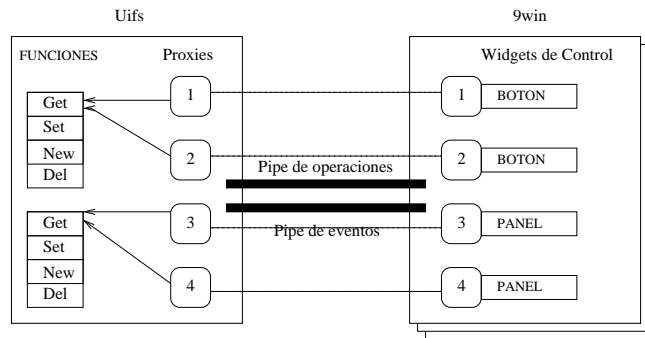 Uifs
9win
FUNCIONES
Proxies
Widgets de Control
Get
Set
New
Del
1
1
BOTON
2
2
BOTON
Pipe de operaciones
Get
Set
New
Del
3
3
PANEL
Pipe de eventos
4
4
PANEL